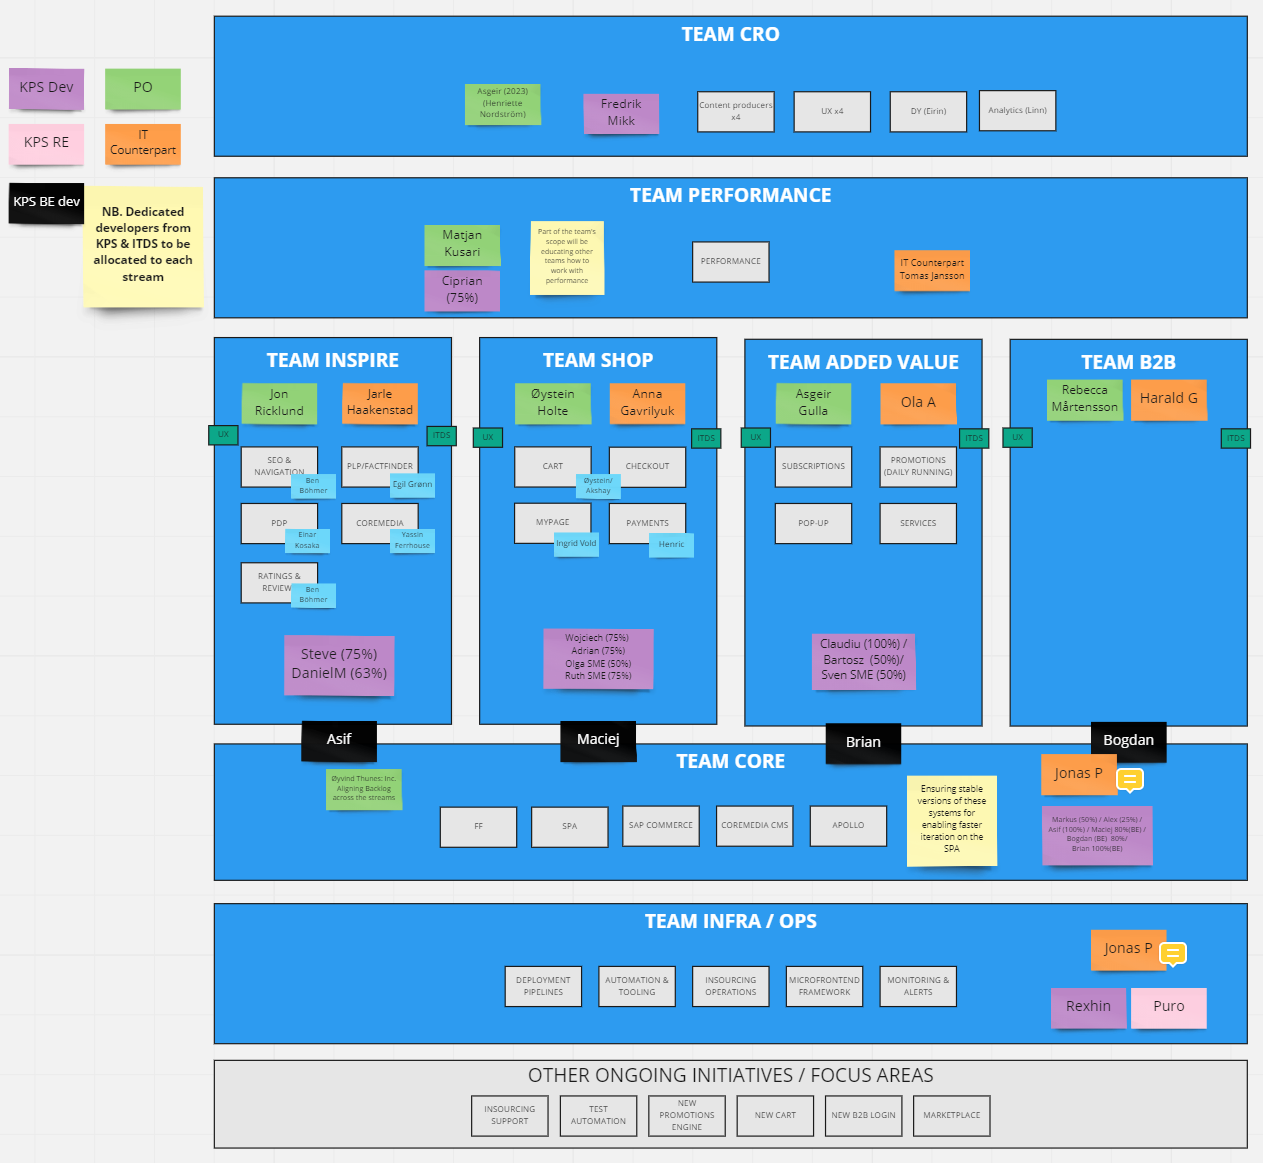 TEAM CRO
KPS Dev
PO
KPS RE
IT
Counterpart
KPS BE dev
NB. Dedicated
developers from
KPS & ITDS to be
allocated to each
stream
Asgeir (2023)
(Henriette
Nordström)
Fredrik
Mikk
Content producers
x4
UX x4
DY (Eirin)
Analytics (Linn)
TEAM PERFORMANCE
Matjan
Kusari
Ciprian
(75%)
Part of the team's
scope will be
educating other
teams how to
work with
performance
PERFORMANCE
IT Counterpart
Tomas Jansson
TEAM INSPIRE
Jon
Ricklund
Jarle
Haakenstad
UX
ITDS
SEO &
NAVIGATION
Ben
Böhmer
PLP/FACTFINDER
Egil Grønn
PDP
Einar
Kosaka
COREMEDIA
Yassin
Ferrhouse
RATINGS &
REVIEW
Ben
Böhmer
Steve (75%)
DanielM (63%)
Asif
TEAM SHOP
Øystein
Holte
Anna
Gavrilyuk
UX
ITDS
CART
CHECKOUT
Øystein/
Akshay
MYPAGE
Ingrid Vold
PAYMENTS
Henric
Wojciech (75%)
Adrian (75%)
Olga SME (50%)
Ruth SME (75%)
Maciej
TEAM ADDED VALUE
Asgeir
Gulla
Ola A
UX
ITDS
SUBSCRIPTIONS
PROMOTIONS
(DAILY RUNNING)
POP-UP
SERVICES
Claudiu (100%) /
Bartosz (50%)/
Sven SME (50%)
Brian
TEAM B2B
Rebecca
Mårtensson
Harald G
UX
ITDS
Bogdan
TEAM CORE
Øyvind Thunes: Inc.
Aligning Backlog
across the streams
FF
SPA
SAP COMMERCE
COREMEDIA CMS
APOLLO
Ensuring stable
versions of these
systems for
enabling faster
iteration on the
SPA
Jonas P
Markus (50%) / Alex (25%) /
Asif (100%) / Maciej 80%(BE) /
Bogdan (BE) 80%/
Brian 100%(BE)
TEAM INFRA / OPS
DEPLOYMENT
PIPELINES
AUTOMATION &
TOOLING
INSOURCING
OPERATIONS
MICROFRONTEND
FRAMEWORK
MONITORING &
ALERTS
Jonas P
Rexhin
Puro
OTHER ONGOING INITIATIVES / FOCUS AREAS
INSOURCING
SUPPORT
TEST
AUTOMATION
NEW
PROMOTIONS
ENGINE
NEW CART
NEW B2B LOGIN
MARKETPLACE